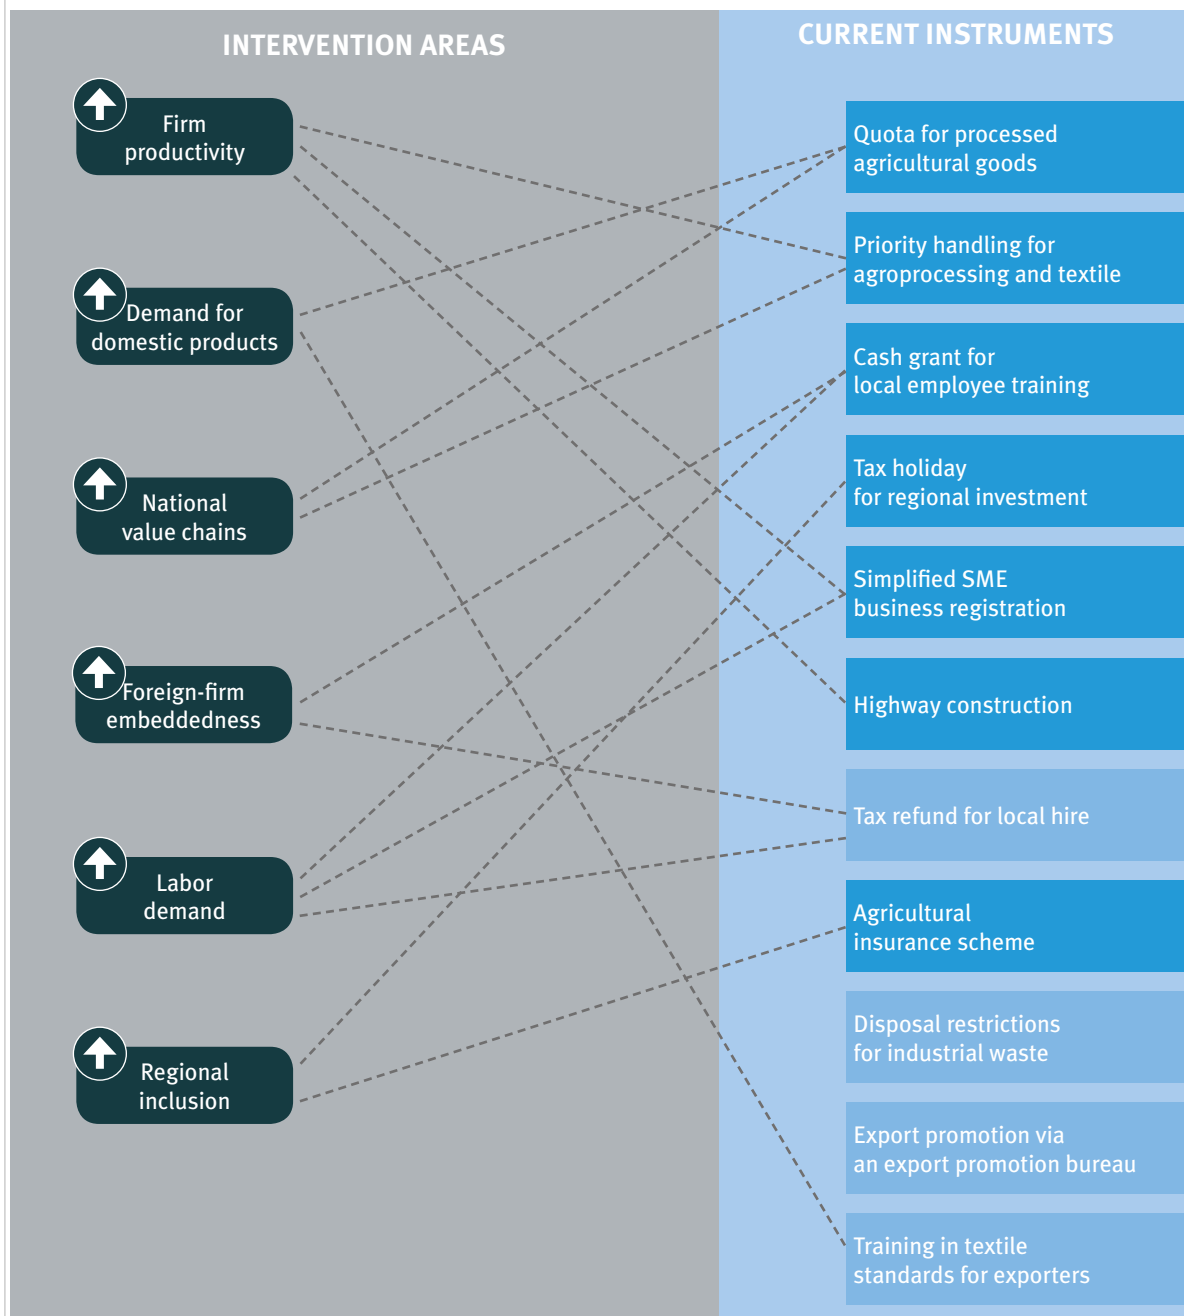 INTERVENTION AREAS
CURRENT INSTRUMENTS
Firm
productivity
Demand for
domestic products
National
value chains
Foreign-firm
embeddedness
Labor
demand
Regional
inclusion
Quota for processed
agricultural goods
Priority handling for
agroprocessing and textile
Cash grant for
local employee training
Tax holiday
for regional investment
Simplified SME
business registration
Highway construction
Tax refund for local hire
Agricultural
insurance scheme
Disposal restrictions
for industrial waste
Export promotion via
an export promotion bureau
Training in textile
standards for exporters